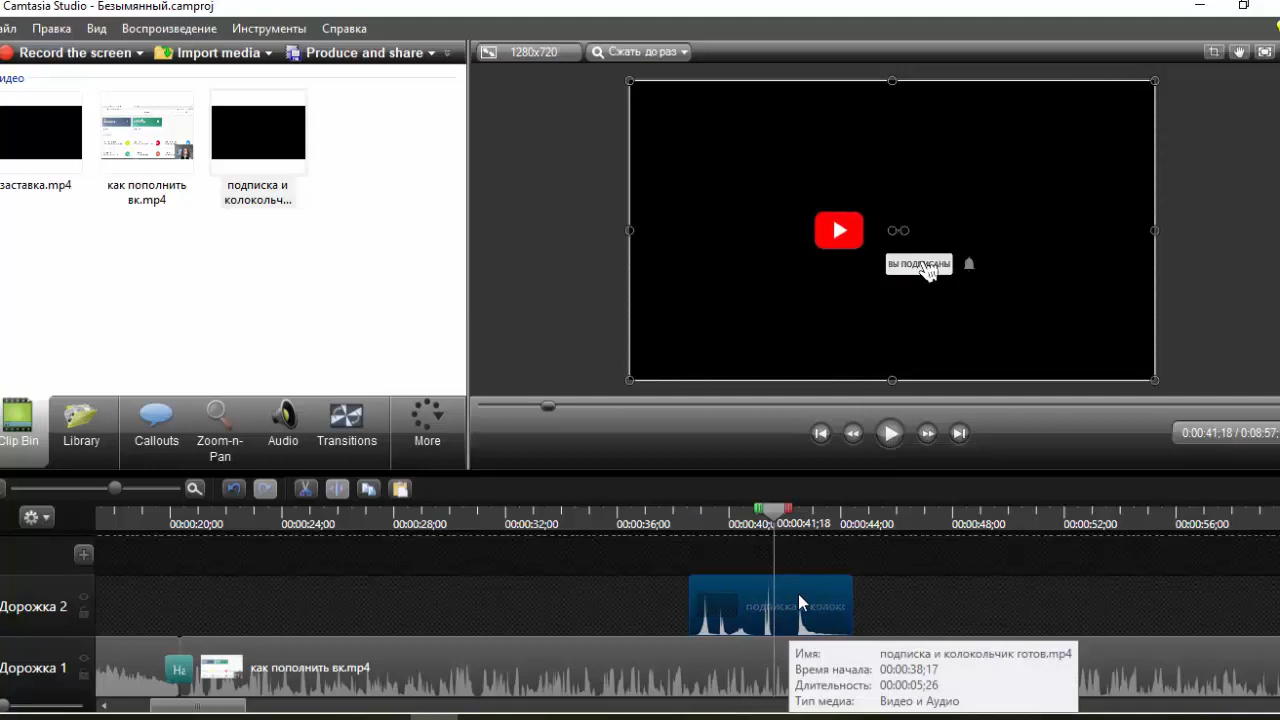 Camtasia Studio - Безымянный.camproj
айл Правка Вид Воспроизведение Инструменты Справка
Record the screen Import media Produce and share
1280x720 Сжать до раз
идео
заставка.mp4
как пополнить
вк.mp4
подписка и
колокольч...
ВЫ ПОДПИСАНЫ
Clip Bin
Library
Callouts
Zoom-n-
Pan
Audio
Transitions
More
0:00:41;18 / 0:08:57;
00:00:20;00 00:00:24;00 00:00:28;00 00:00:32;00 00:00:36;00 00:00:40; 00:00:41;18 00:00:44;00 00:00:48;00 00:00:52;00 00:00:56;00
Дорожка 2
подписка колоко
Дорожка 1
На
как пополнить вк.mp4
Имя: подписка и колокольчик готов.mp4
Время начала: 00:00:38;17
Длительность: 00:00:05;26
Тип медиа: Видео и Аудио